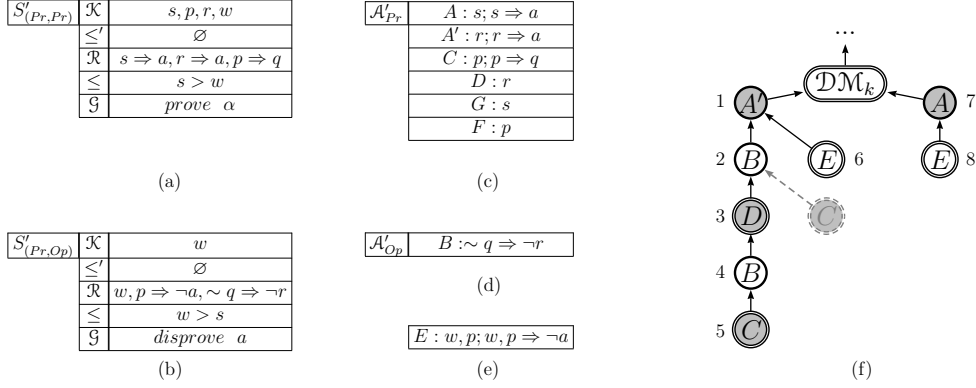 S′(Pr,Pr) 𝒦 s, p, r, w
≤′ ∅
ℛ s ⇒ a, r ⇒ a, p ⇒ q
≤ s > w
𝒢 prove α
(a)
S′(Pr,Op) 𝒦 w
≤′ ∅
ℛ w, p ⇒ ¬a, ∼ q ⇒ ¬r
≤ w > s
𝒢 disprove a
(b)
𝒜′Pr A : s; s ⇒ a
A′ : r; r ⇒ a
C : p; p ⇒ q
D : r
G : s
F : p
(c)
𝒜′Op B :∼ q ⇒ ¬r
(d)
E : w, p; w, p ⇒ ¬a
(e)
...
𝒟ℳk
1 A′
A 7
2 B
E 6
E 8
3 D
C
4 B
5 C
(f)